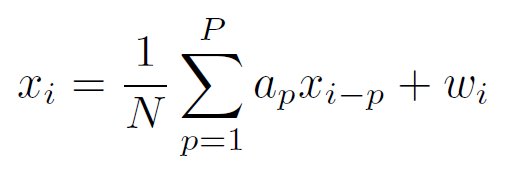 x_i = \frac{1}{N} \sum_{p=1}^{P} a_p x_{i-p} + w_i